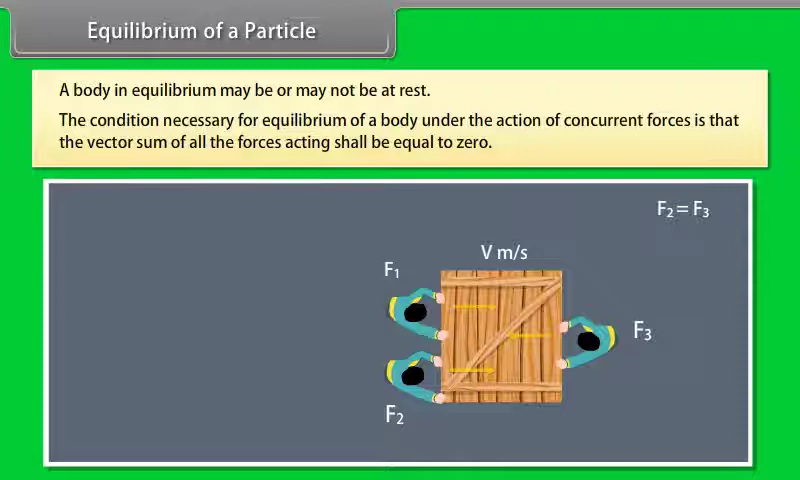 Equilibrium of a Particle
A body in equilibrium may be or may not be at rest.
The condition necessary for equilibrium of a body under the action of concurrent forces is that
the vector sum of all the forces acting shall be equal to zero.
F₂ = F₃
V m/s
F₁
F₃
F₂